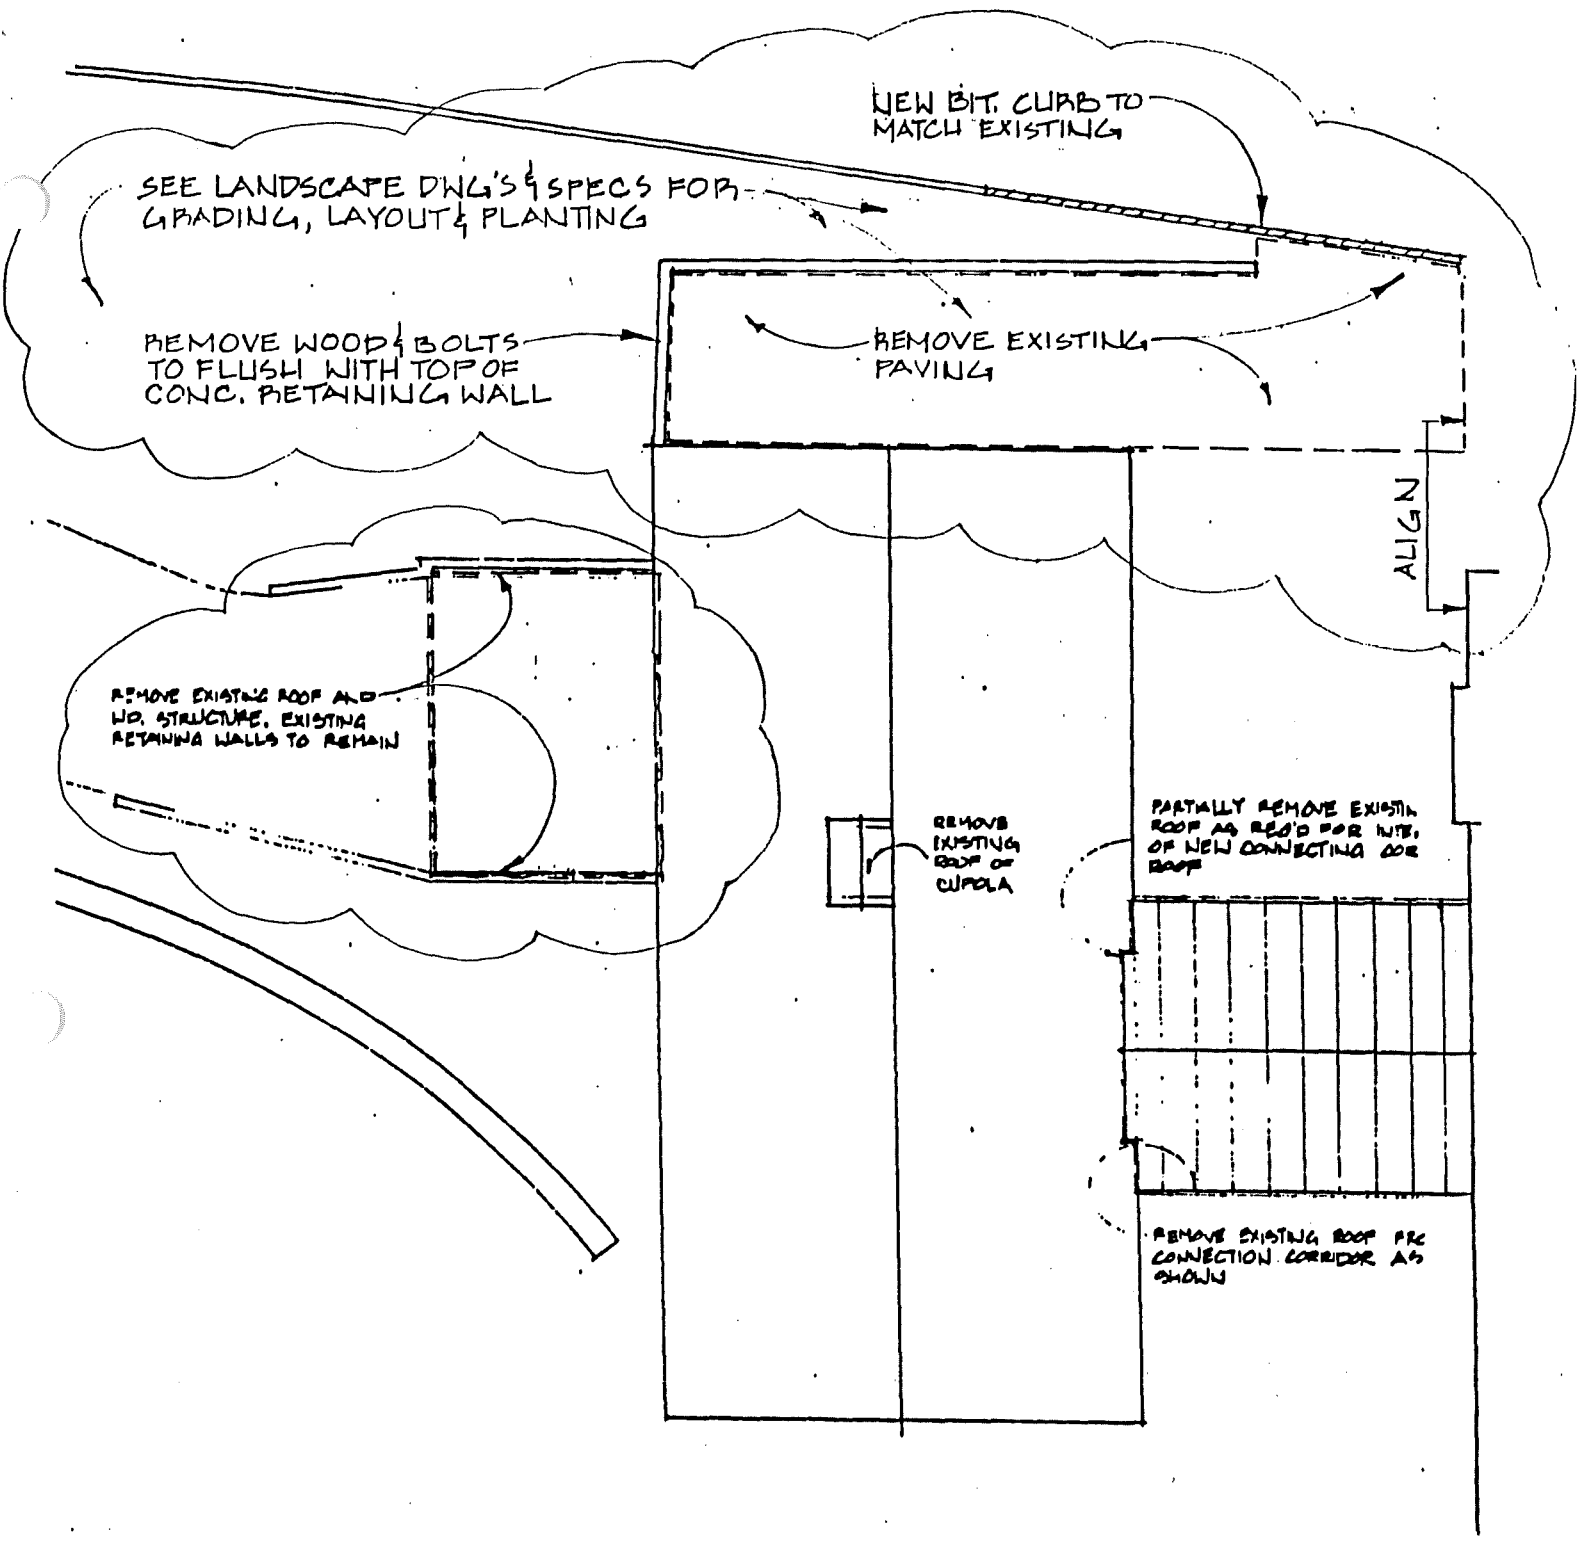 NEW BIT. CURB TO
MATCH EXISTING
SEE LANDSCAPE DWG'S & SPECS FOR
GRADING, LAYOUT & PLANTING
REMOVE WOOD & BOLTS
TO FLUSH WITH TOP OF
CONC. RETAINING WALL
REMOVE EXISTING
PAVING
ALIGN
REMOVE EXISTING ROOF AND
WD. STRUCTURE. EXISTING
RETAINING WALLS TO REMAIN
REMOVE
EXISTING
ROOF OF
CUPOLA
PARTIALLY REMOVE EXISTIN
ROOF AS REQ'D FOR INTE.
OF NEW CONNECTING COR
ROOF
REMOVE EXISTING ROOF
CONNECTION CORRIDOR AS
SHOWN